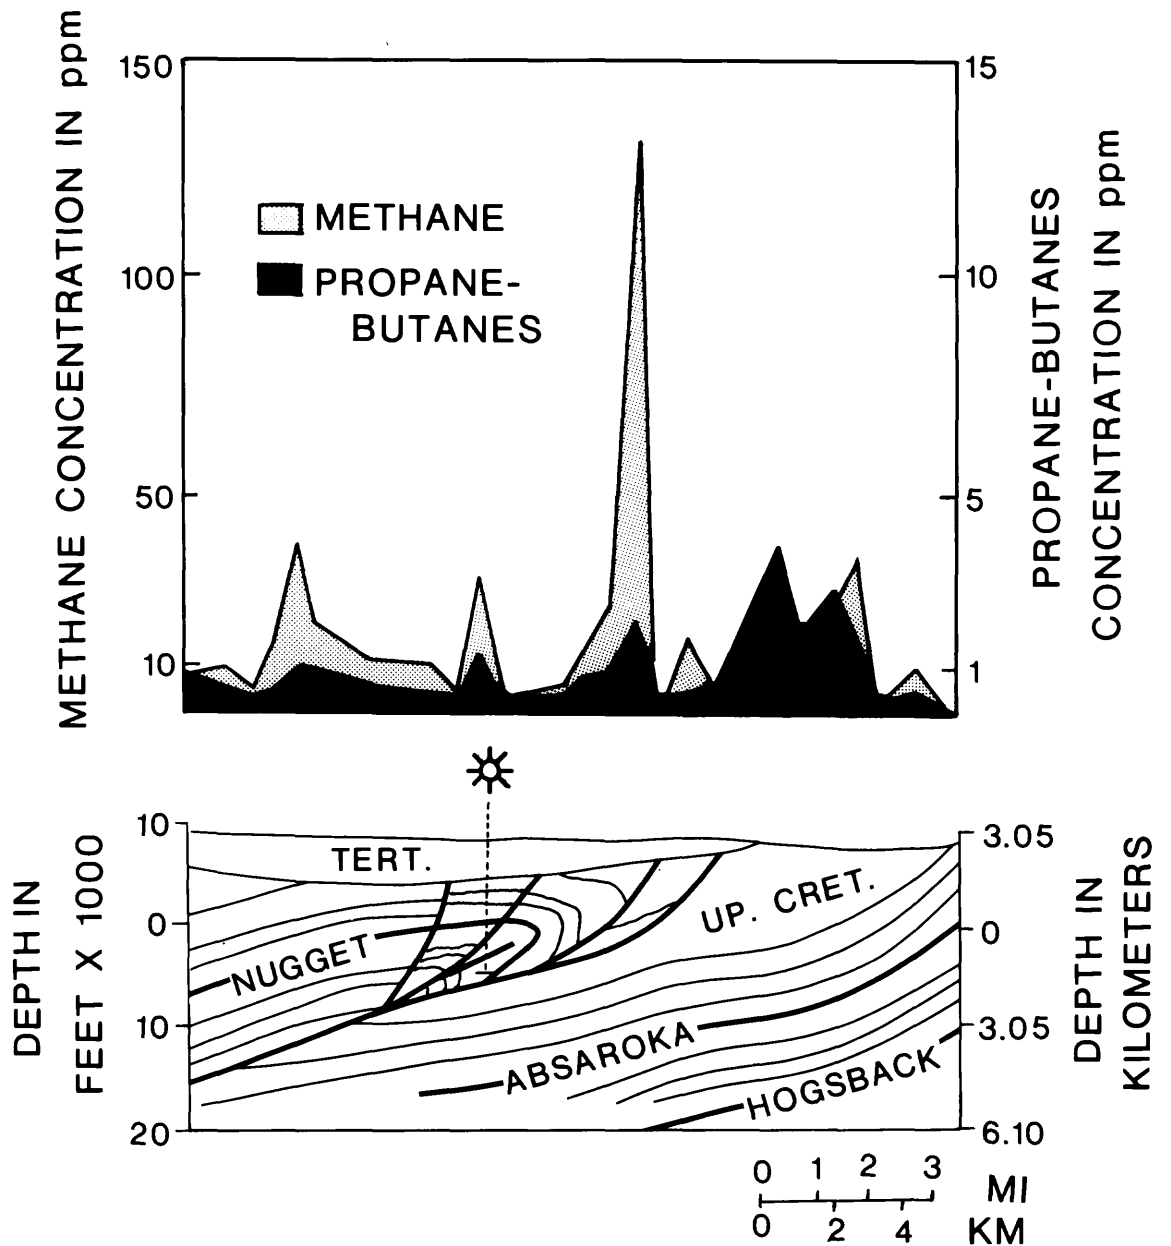 METHANE CONCENTRATION IN ppm
150
100
50
10
METHANE
PROPANE-
BUTANES
15
10
5
1
PROPANE-BUTANES
CONCENTRATION IN ppm
DEPTH IN
FEET X 1000
10
0
10
20
TERT.
NUGGET
UP. CRET.
ABSAROKA
HOGSBACK
3.05
0
3.05
6.10
DEPTH IN
KILOMETERS
0 1 2 3
MI
0 2 4
KM